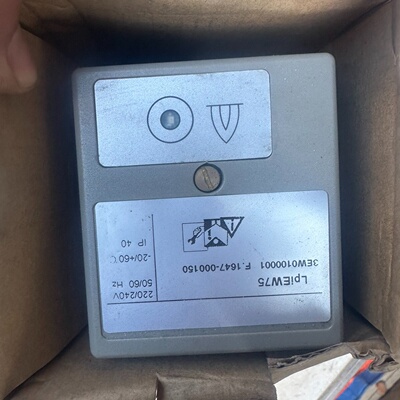 LpiEW75
3EW0100001 F.1647-000150
220/240V
50/60 Hz
-20/+60°C
IP 40